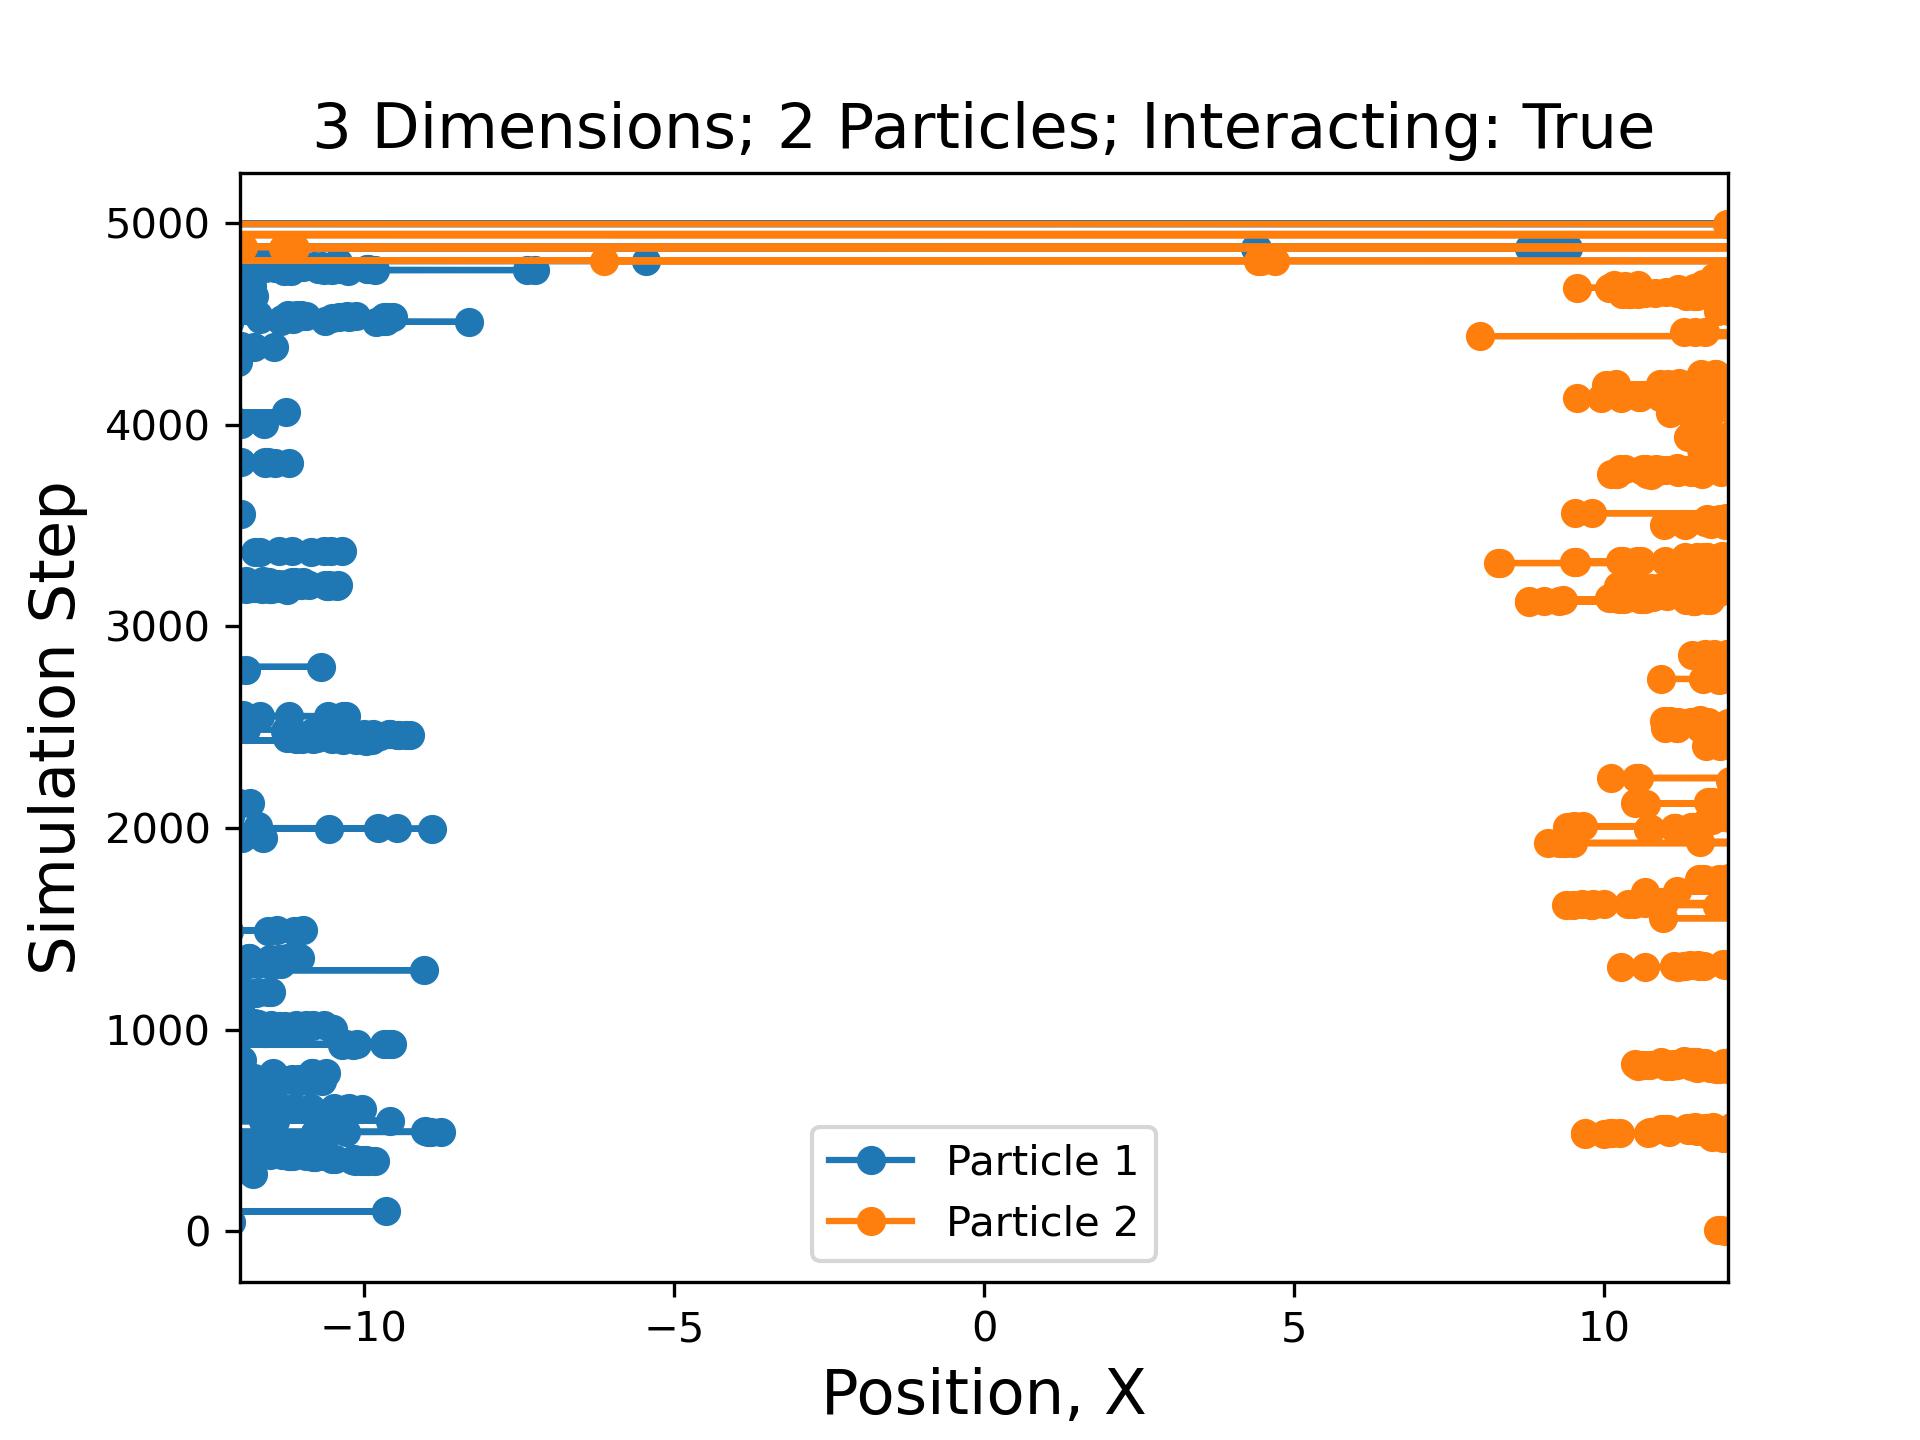 3 Dimensions; 2 Particles; Interacting: True
Simulation Step
5000
4000
3000
2000
1000
0
Particle 1
Particle 2
−10
−5
0
5
10
Position, X